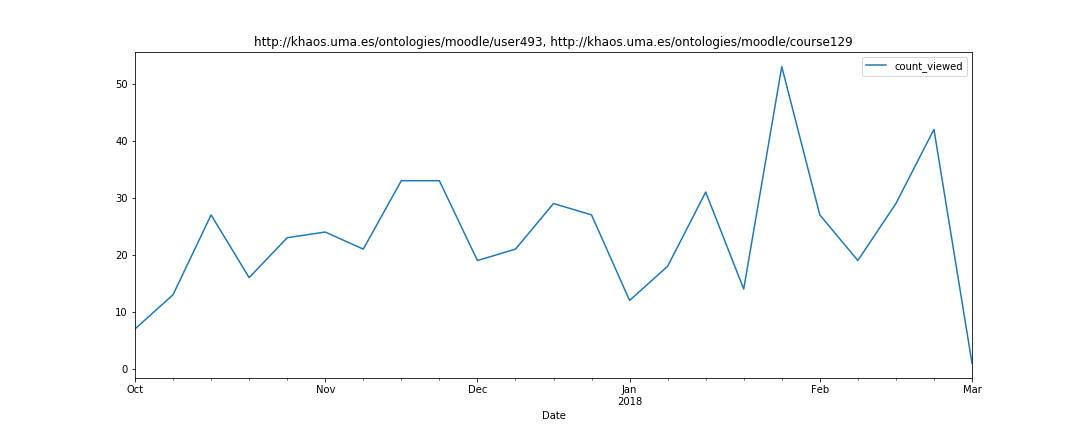 http://khaos.uma.es/ontologies/moodle/user493, http://khaos.uma.es/ontologies/moodle/course129
count_viewed
50
40
30
20
10
0
Oct Nov Dec Jan Feb Mar
2018
Date